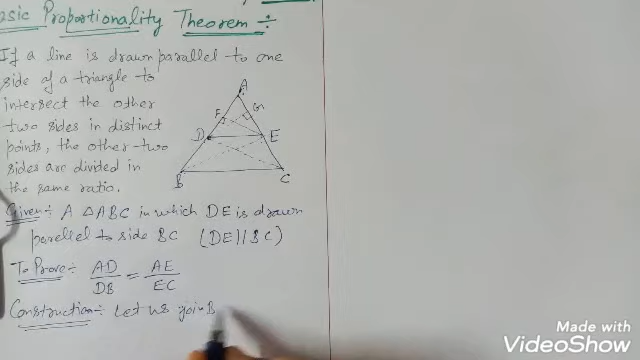 asic Proportionality Theorem ÷
If a line is drawn parallel to one
side of a triangle to
intersect the other
two sides in distinct
points, the other two
sides are divided in
the same ratio.
A
F
G
D
E
B
C
Given ÷ A △ABC in which DE is drawn
parellel to side BC (DE//BC)
To Prove ÷ AD/DB = AE/EC
Construction ÷ Let us join B
Made with
VideoShow